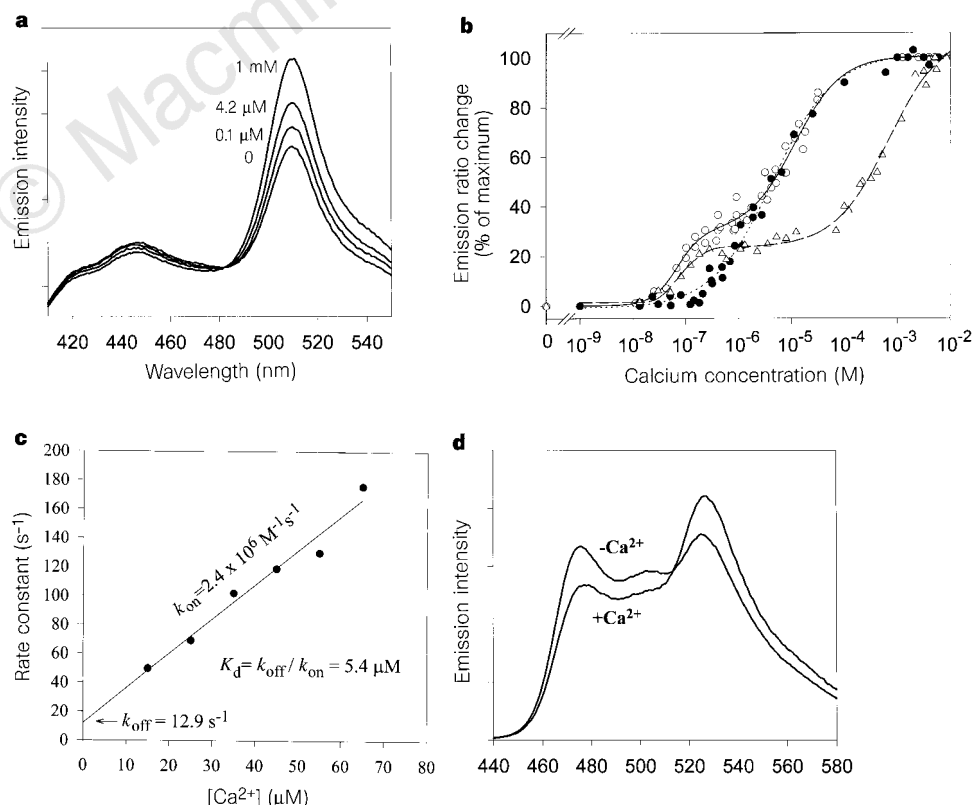 a
© Macm
Emission intensity
1 mM
4.2 μM
0.1 μM
0
420 440 460 480 500 520 540
Wavelength (nm)
b
Emission ratio change
(% of maximum)
100
80
60
40
20
0
0 10-9 10-8 10-7 10-6 10-5 10-4 10-3 10-2
Calcium concentration (M)
c
Rate constant (s-1)
200
180
160
140
120
100
80
60
40
20
0
kon=2.4 x 10⁶ M-1s-1
Kd= koff / kon = 5.4 μM
← koff = 12.9 s-1
0 10 20 30 40 50 60 70 80
[Ca2+] (μM)
d
Emission intensity
-Ca2+
+Ca2+
440 460 480 500 520 540 560 580